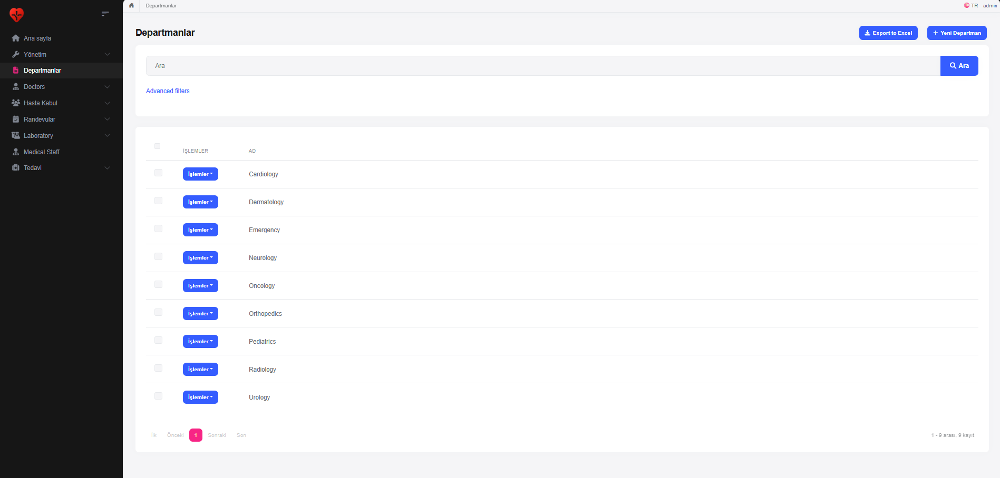 Departmanlar
TR admin
Ana sayfa
Yönetim
Departmanlar
Doctors
Hasta Kabul
Randevular
Laboratory
Medical Staff
Tedavi
Departmanlar
Export to Excel
Yeni Departman
Ara
Ara
Advanced filters
İŞLEMLER AD
İşlemler Cardiology
İşlemler Dermatology
İşlemler Emergency
İşlemler Neurology
İşlemler Oncology
İşlemler Orthopedics
İşlemler Pediatrics
İşlemler Radiology
İşlemler Urology
İlk Önceki 1 Sonraki Son
1 - 9 arası, 9 kayıt